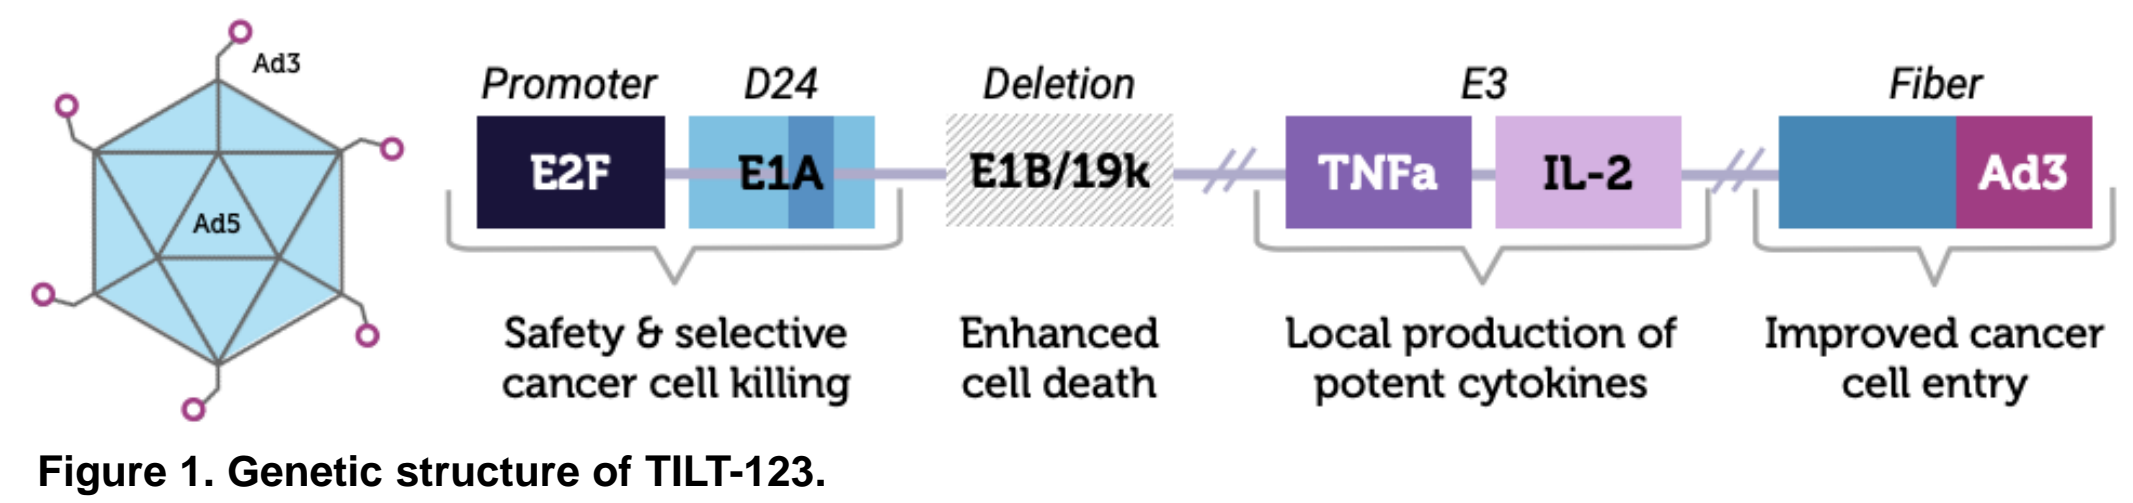 Ad3
Ad5
Promoter
D24
Deletion
E3
Fiber
E2F
E1A
E1B/19k
TNFa
IL-2
Ad3
Safety & selective
cancer cell killing
Enhanced
cell death
Local production of
potent cytokines
Improved cancer
cell entry
Figure 1. Genetic structure of TILT-123.